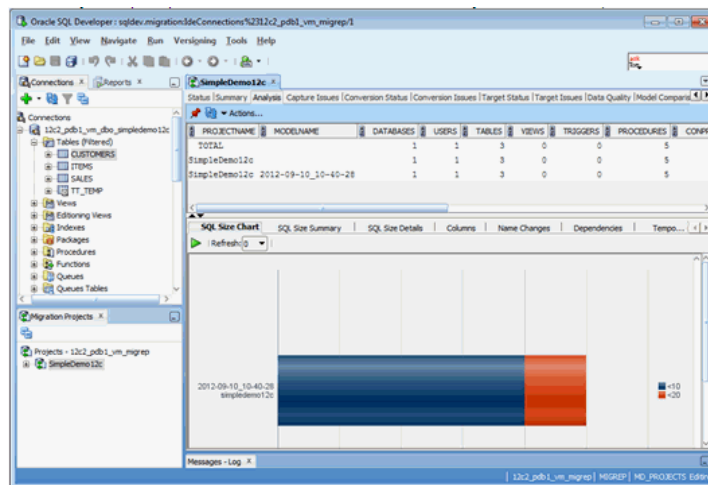 Oracle SQL Developer : sqldev.migration:IdeConnections%2312c2_pdb1_vm_migrep/1
File Edit View Navigate Run Versioning Tools Help
Connections x Reports x
Connections
12c2_pdb1_vm_dbo_simpledemo12c
Tables (Filtered)
CUSTOMERS
ITEMS
SALES
TT_TEMP
Views
Editioning Views
Indexes
Packages
Procedures
Functions
Queues
Queues Tables
Migration Projects x
Projects - 12c2_pdb1_vm_migrep
SimpleDemo12c
SimpleDemo12c x
Status | Summary | Analysis | Capture Issues | Conversion Status | Conversion Issues | Target Status | Target Issues | Data Quality | Model Comparis
Actions...
PROJECTNAME MODELNAME DATABASES USERS TABLES VIEWS TRIGGERS PROCEDURES CONPR
TOTAL 1 1 3 0 0 5
SimpleDemo12c 1 1 3 0 0 5
SimpleDemo12c 2012-09-10_10-40-28 1 1 3 0 0 5
SQL Size Chart | SQL Size Summary | SQL Size Details | Columns | Name Changes | Dependencies | Tempo...
Refresh: 0
2012-09-10_10-40-28
simpledemo12c
<10
<20
Messages - Log x
12c2_pdb1_vm_migrep | MIGREP | MD_PROJECTS Editin